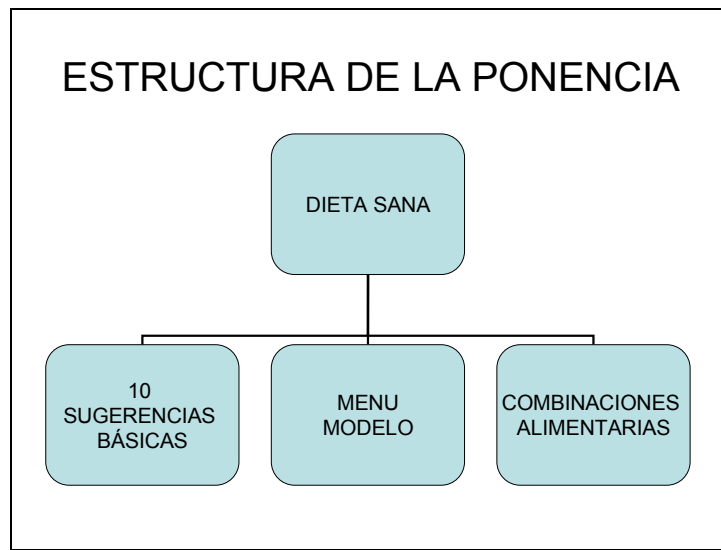 ESTRUCTURA DE LA PONENCIA
DIETA SANA
10
SUGERENCIAS
BÁSICAS
MENU
MODELO
COMBINACIONES
ALIMENTARIAS